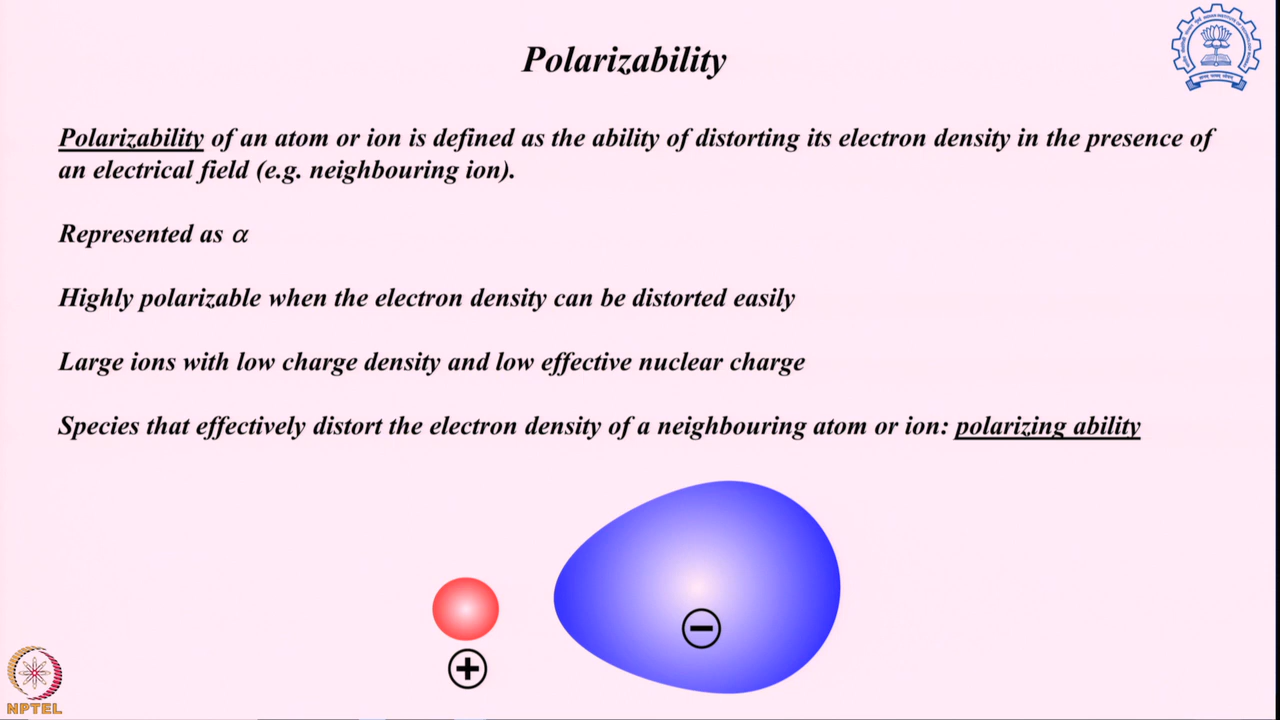 Polarizability
Polarizability of an atom or ion is defined as the ability of distorting its electron density in the presence of
an electrical field (e.g. neighbouring ion).
Represented as α
Highly polarizable when the electron density can be distorted easily
Large ions with low charge density and low effective nuclear charge
Species that effectively distort the electron density of a neighbouring atom or ion: polarizing ability
−
+
NPTEL